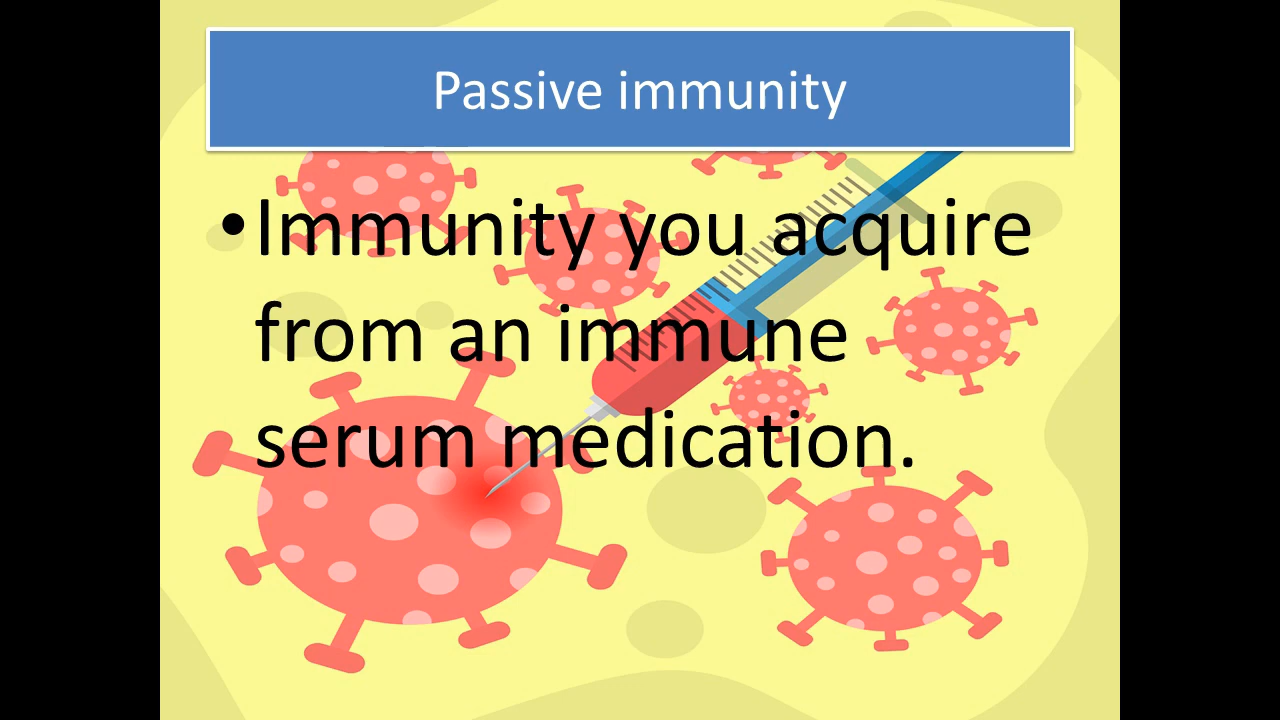 Passive immunity
•Immunity you acquire
from an immune
serum medication.